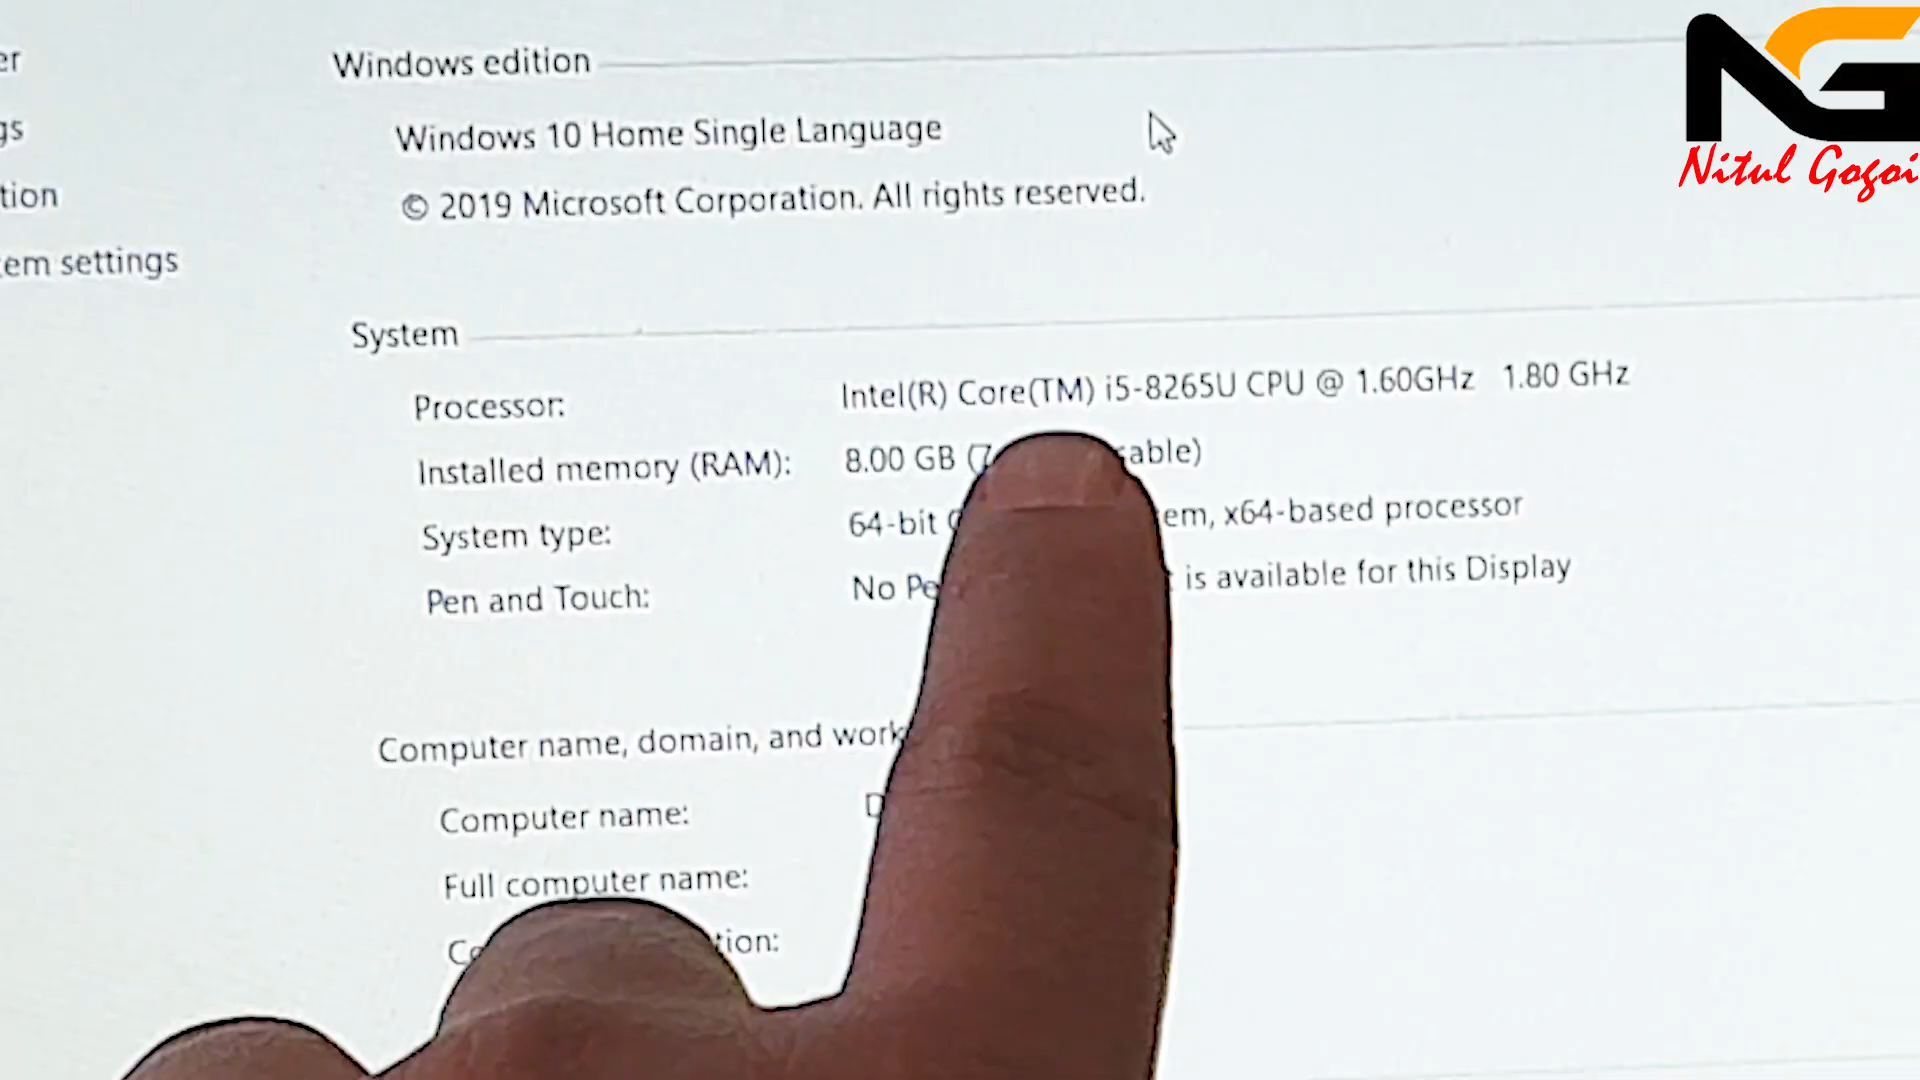 NG
Nitul Gogoi
er
gs
tion
tem settings
Windows edition
Windows 10 Home Single Language
© 2019 Microsoft Corporation. All rights reserved.
System
Processor: Intel(R) Core(TM) i5-8265U CPU @ 1.60GHz 1.80 GHz
Installed memory (RAM): 8.00 GB
System type: 64-bit em, x64-based processor
Pen and Touch: No is available for this Display
Computer name, domain, and work
Computer name:
Full computer name:
tion: